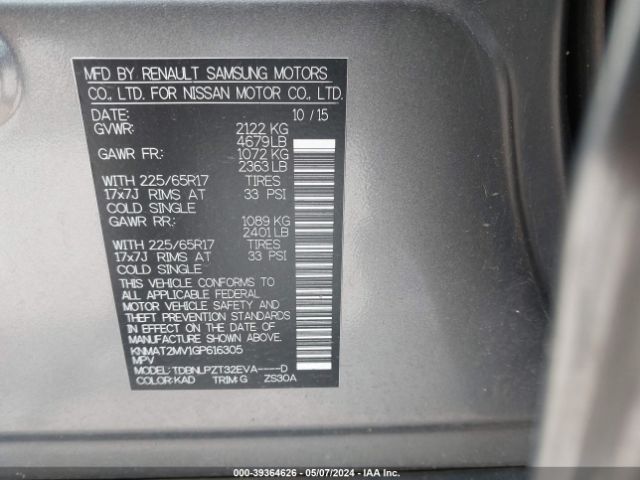 MFD BY RENAULT SAMSUNG MOTORS
CO., LTD. FOR NISSAN MOTOR CO., LTD.
DATE: 10/15
GVWR: 2122 KG
4679 LB
GAWR FR: 1072 KG
2363 LB
WITH 225/65R17 TIRES
17x7J RIMS AT 33 PSI
COLD SINGLE
GAWR RR: 1089 KG
2401 LB
WITH 225/65R17 TIRES
17x7J RIMS AT 33 PSI
COLD SINGLE
THIS VEHICLE CONFORMS TO
ALL APPLICABLE FEDERAL
MOTOR VEHICLE SAFETY AND
THEFT PREVENTION STANDARDS
IN EFFECT ON THE DATE OF
MANUFACTURE SHOWN ABOVE.
KNMAT2MV1GP616305
MPV
MODEL: TDBNLPZT32EVA----D
COLOR: KAD TRIM: G ZS30A
000-39364626 - 05/07/2024 - IAA Inc.